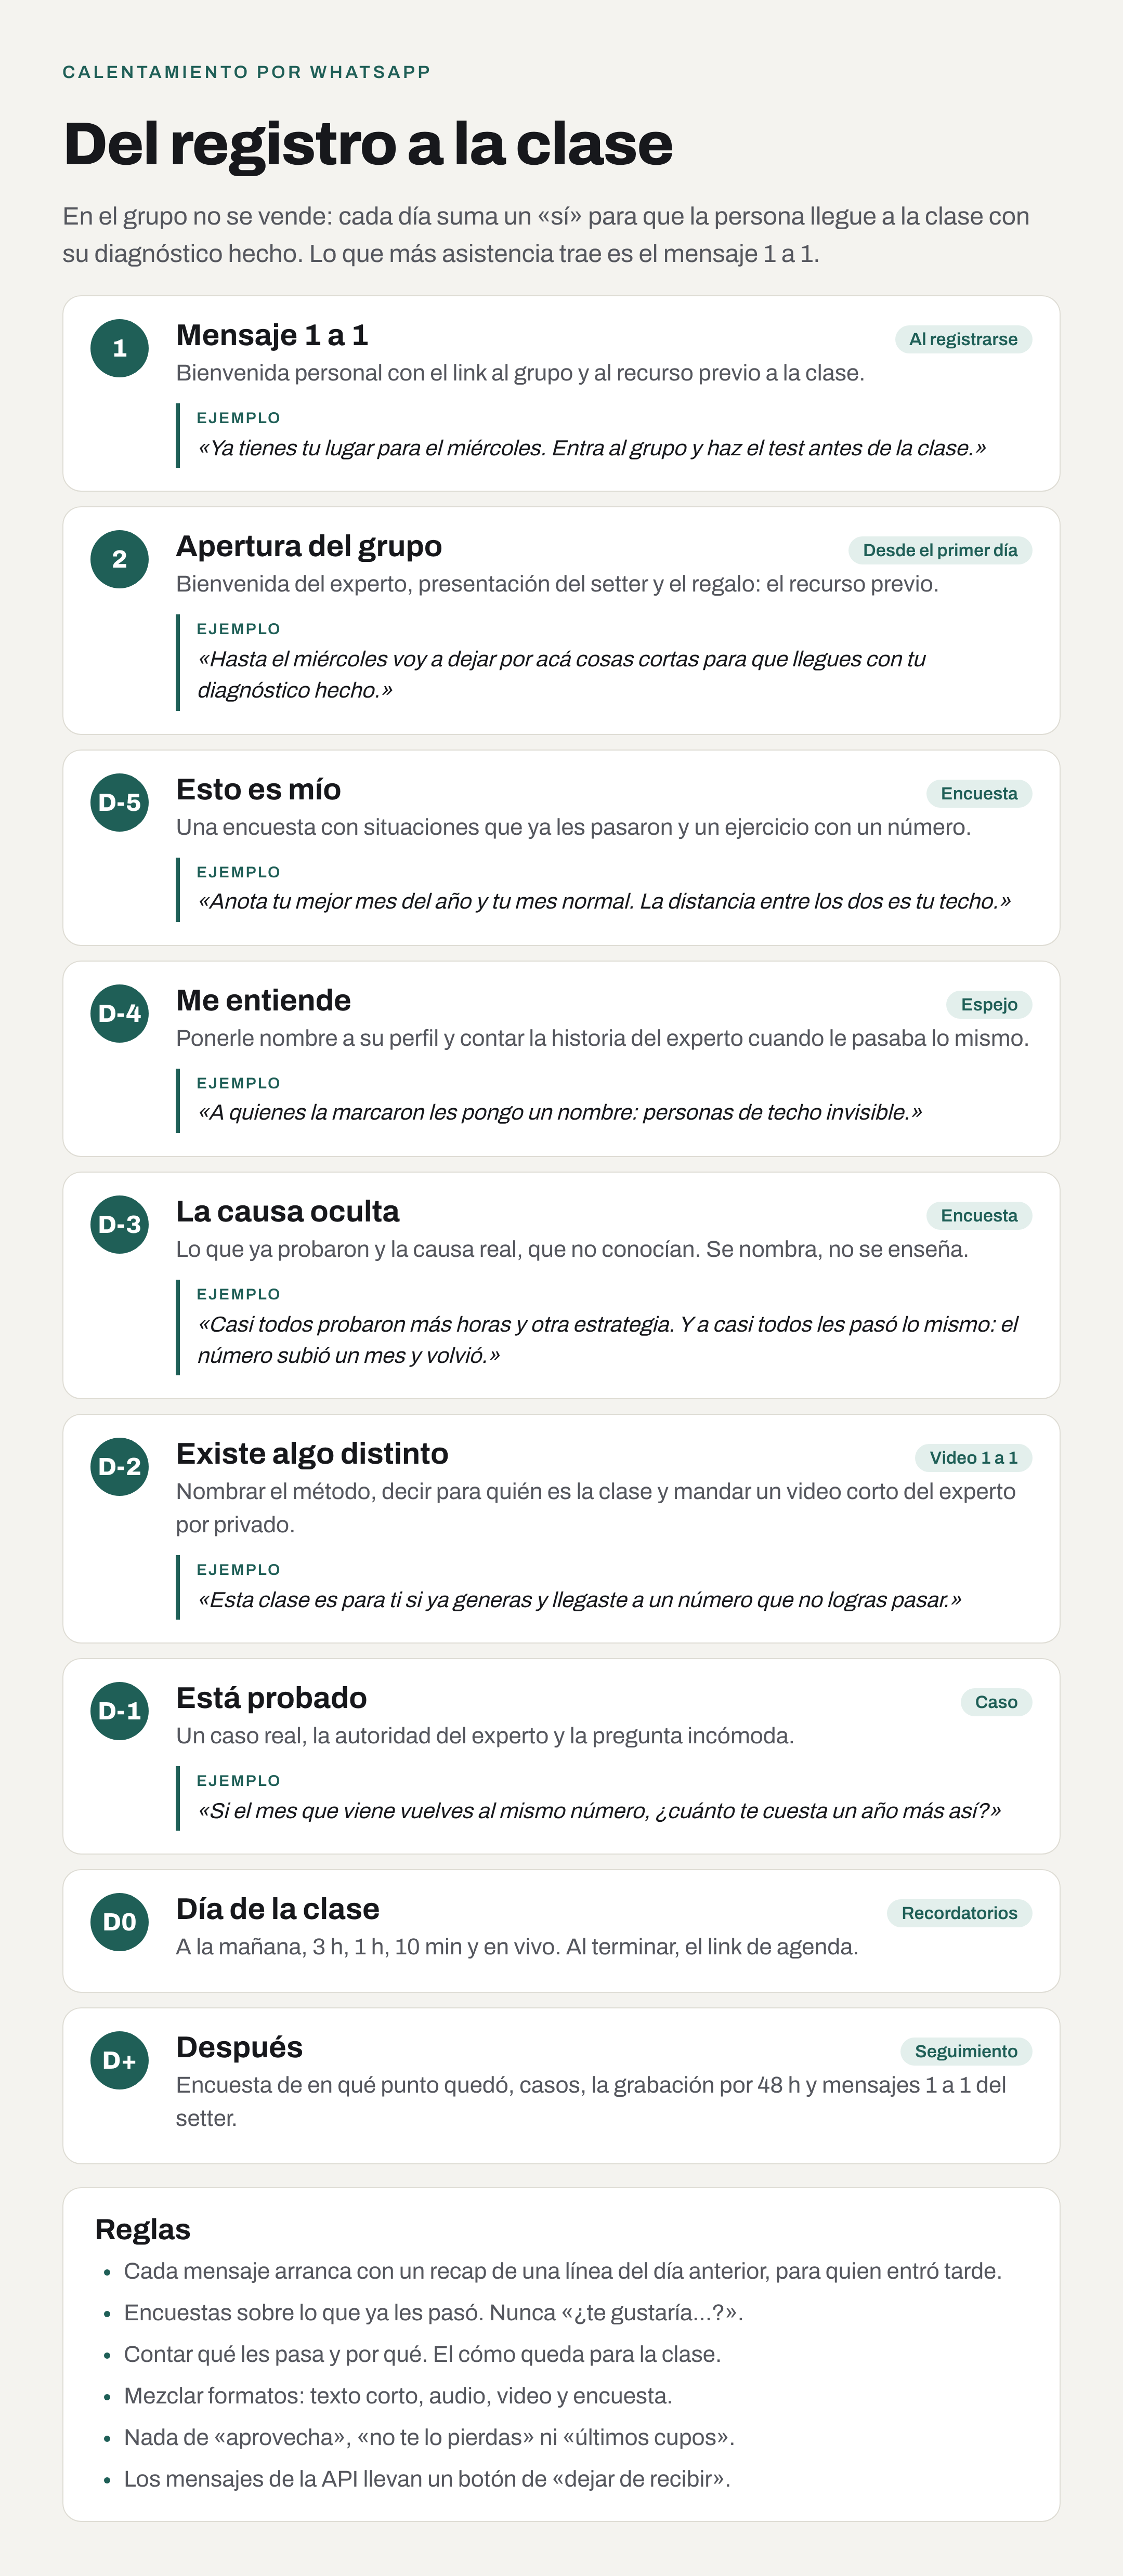 CALENTAMIENTO POR WHATSAPP
Del registro a la clase
En el grupo no se vende: cada día suma un «sí» para que la persona llegue a la clase con
su diagnóstico hecho. Lo que más asistencia trae es el mensaje 1 a 1.
1
Mensaje 1 a 1
Al registrarse
Bienvenida personal con el link al grupo y al recurso previo a la clase.
EJEMPLO
«Ya tienes tu lugar para el miércoles. Entra al grupo y haz el test antes de la clase.»
2
Apertura del grupo
Desde el primer día
Bienvenida del experto, presentación del setter y el regalo: el recurso previo.
EJEMPLO
«Hasta el miércoles voy a dejar por acá cosas cortas para que llegues con tu
diagnóstico hecho.»
D-5
Esto es mío
Encuesta
Una encuesta con situaciones que ya les pasaron y un ejercicio con un número.
EJEMPLO
«Anota tu mejor mes del año y tu mes normal. La distancia entre los dos es tu techo.»
D-4
Me entiende
Espejo
Ponerle nombre a su perfil y contar la historia del experto cuando le pasaba lo mismo.
EJEMPLO
«A quienes la marcaron les pongo un nombre: personas de techo invisible.»
D-3
La causa oculta
Encuesta
Lo que ya probaron y la causa real, que no conocían. Se nombra, no se enseña.
EJEMPLO
«Casi todos probaron más horas y otra estrategia. Y a casi todos les pasó lo mismo: el
número subió un mes y volvió.»
D-2
Existe algo distinto
Video 1 a 1
Nombrar el método, decir para quién es la clase y mandar un video corto del experto
por privado.
EJEMPLO
«Esta clase es para ti si ya generas y llegaste a un número que no logras pasar.»
D-1
Está probado
Caso
Un caso real, la autoridad del experto y la pregunta incómoda.
EJEMPLO
«Si el mes que viene vuelves al mismo número, ¿cuánto te cuesta un año más así?»
D0
Día de la clase
Recordatorios
A la mañana, 3 h, 1 h, 10 min y en vivo. Al terminar, el link de agenda.
D+
Después
Seguimiento
Encuesta de en qué punto quedó, casos, la grabación por 48 h y mensajes 1 a 1 del
setter.
Reglas
• Cada mensaje arranca con un recap de una línea del día anterior, para quien entró tarde.
• Encuestas sobre lo que ya les pasó. Nunca «¿te gustaría…?».
• Contar qué les pasa y por qué. El cómo queda para la clase.
• Mezclar formatos: texto corto, audio, video y encuesta.
• Nada de «aprovecha», «no te lo pierdas» ni «últimos cupos».
• Los mensajes de la API llevan un botón de «dejar de recibir».